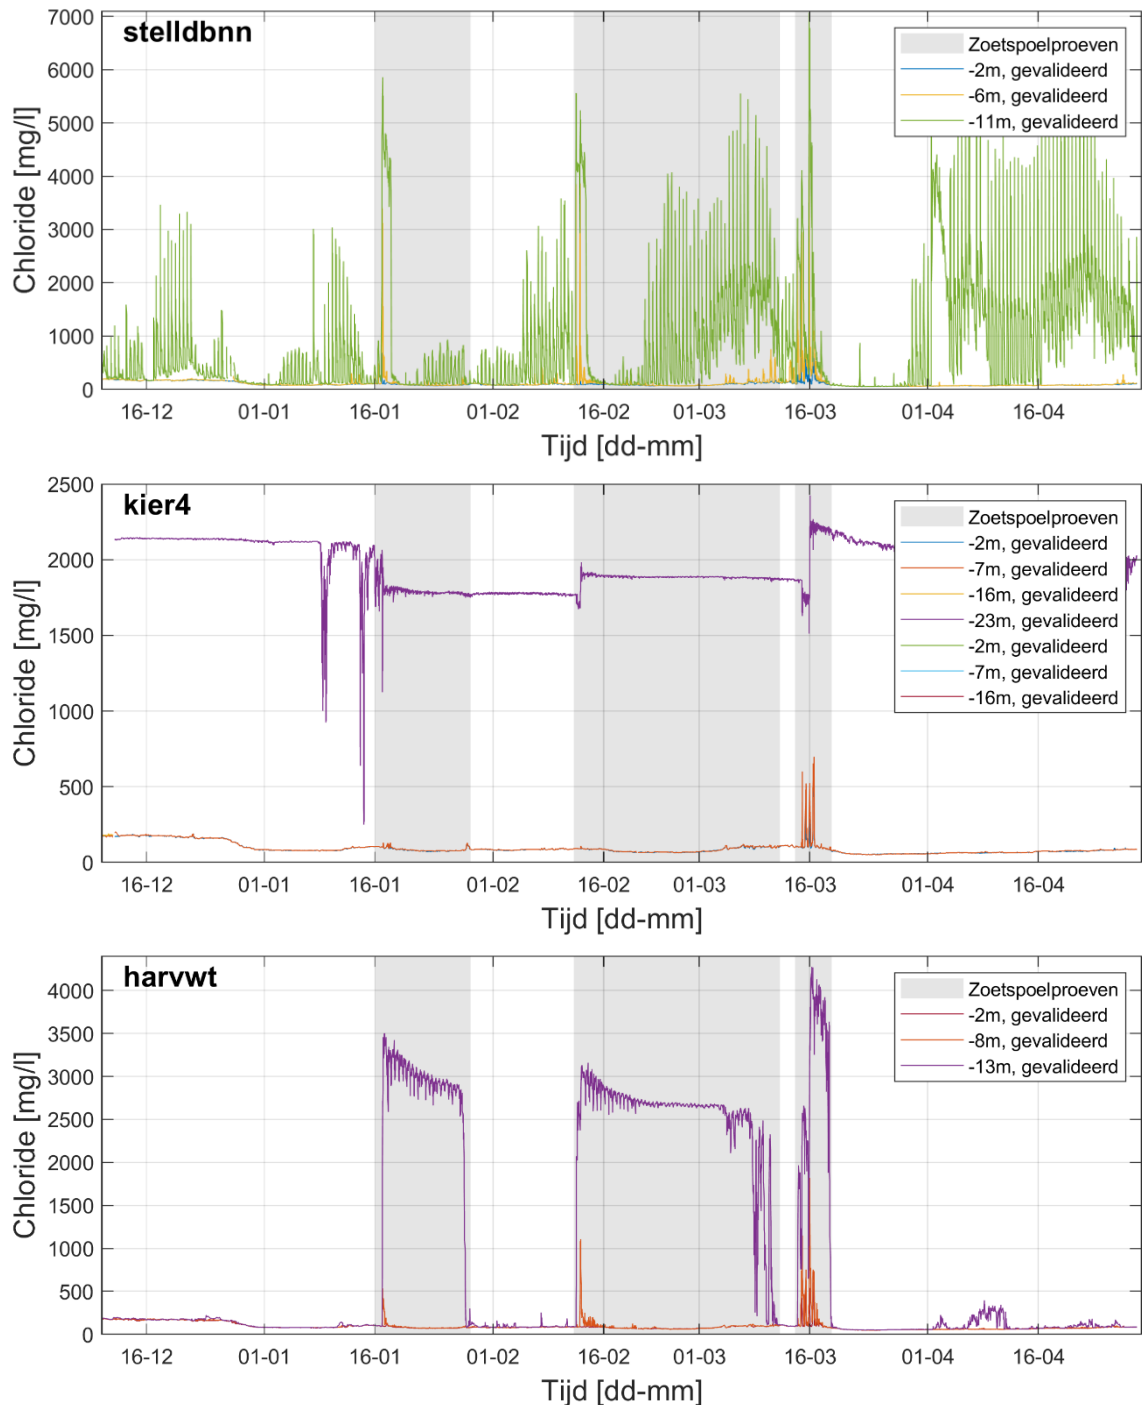 stelldbnn
7000
6000
5000
4000
3000
2000
1000
0
Chloride [mg/l]
Zoetspoelproeven
-2m, gevalideerd
-6m, gevalideerd
-11m, gevalideerd
16-12 01-01 16-01 01-02 16-02 01-03 16-03 01-04 16-04
Tijd [dd-mm]
kier4
2500
2000
1500
1000
500
0
Chloride [mg/l]
Zoetspoelproeven
-2m, gevalideerd
-7m, gevalideerd
-16m, gevalideerd
-23m, gevalideerd
-2m, gevalideerd
-7m, gevalideerd
-16m, gevalideerd
16-12 01-01 16-01 01-02 16-02 01-03 16-03 01-04 16-04
Tijd [dd-mm]
harvwt
4000
3500
3000
2500
2000
1500
1000
500
0
Chloride [mg/l]
Zoetspoelproeven
-2m, gevalideerd
-8m, gevalideerd
-13m, gevalideerd
16-12 01-01 16-01 01-02 16-02 01-03 16-03 01-04 16-04
Tijd [dd-mm]